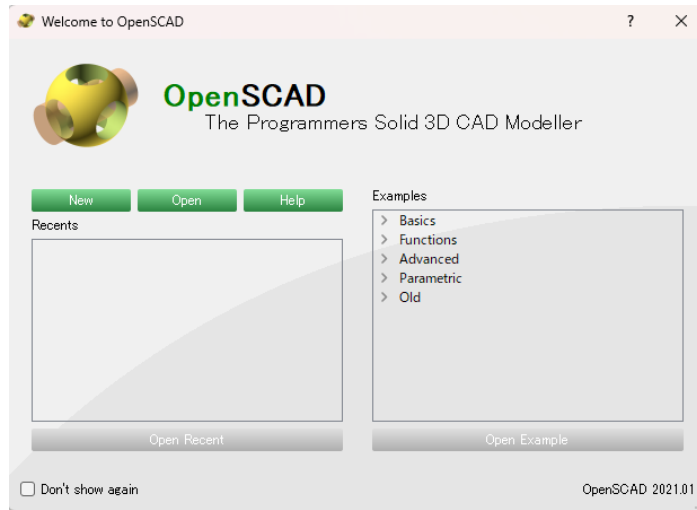 Welcome to OpenSCAD
OpenSCAD
The Programmers Solid 3D CAD Modeller
New
Open
Help
Recents
Open Recent
Examples
Basics
Functions
Advanced
Parametric
Old
Open Example
Don't show again
OpenSCAD 2021.01